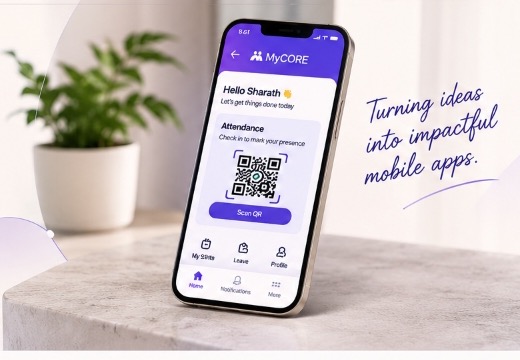 MyCORE
Hello Sharath 👋
Let's get things done today
Attendance
Check in to mark your presence
Scan QR
Leave
Profile
Home
Notifications
More
Turning ideas
into impactful
mobile apps.